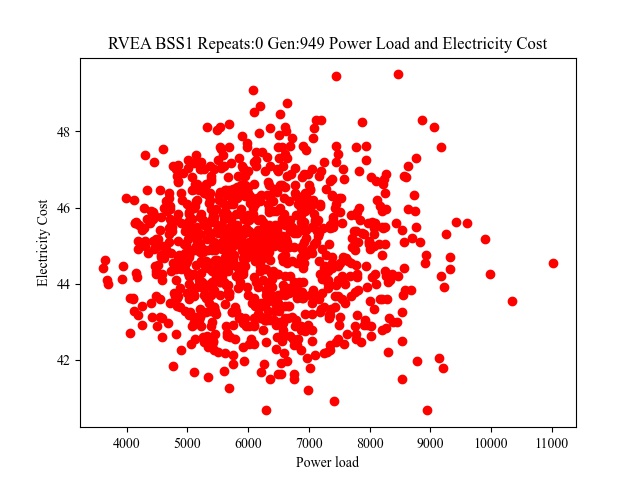 RVEA BSS1 Repeats:0 Gen:949 Power Load and Electricity Cost
48
46
44
42
Electricity Cost
4000 5000 6000 7000 8000 9000 10000 11000
Power load